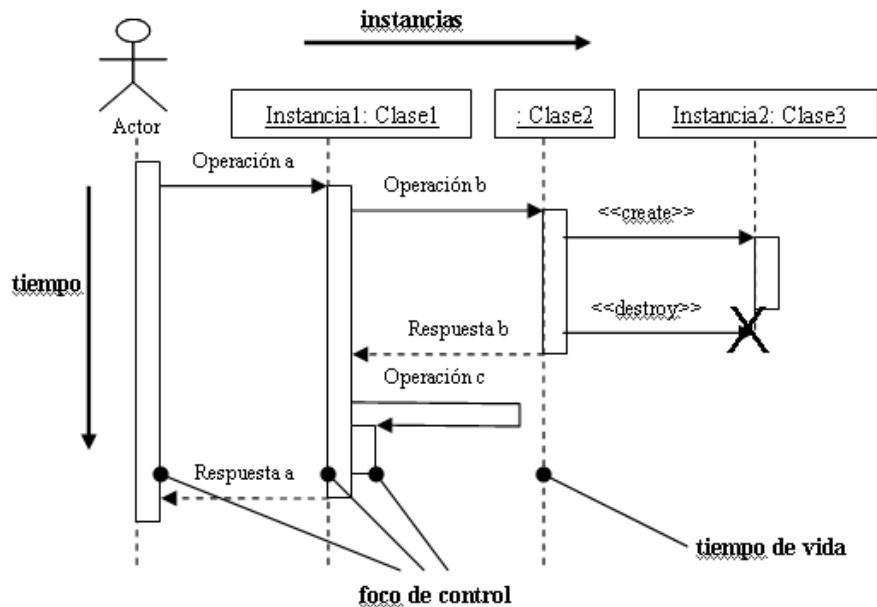 instancias
Actor
Instancia1: Clase1
: Clase2
Instancia2: Clase3
Operación a
Operación b
<<create>>
tiempo
<<destroy>>
Respuesta b
Operación c
Respuesta a
tiempo de vida
foco de control